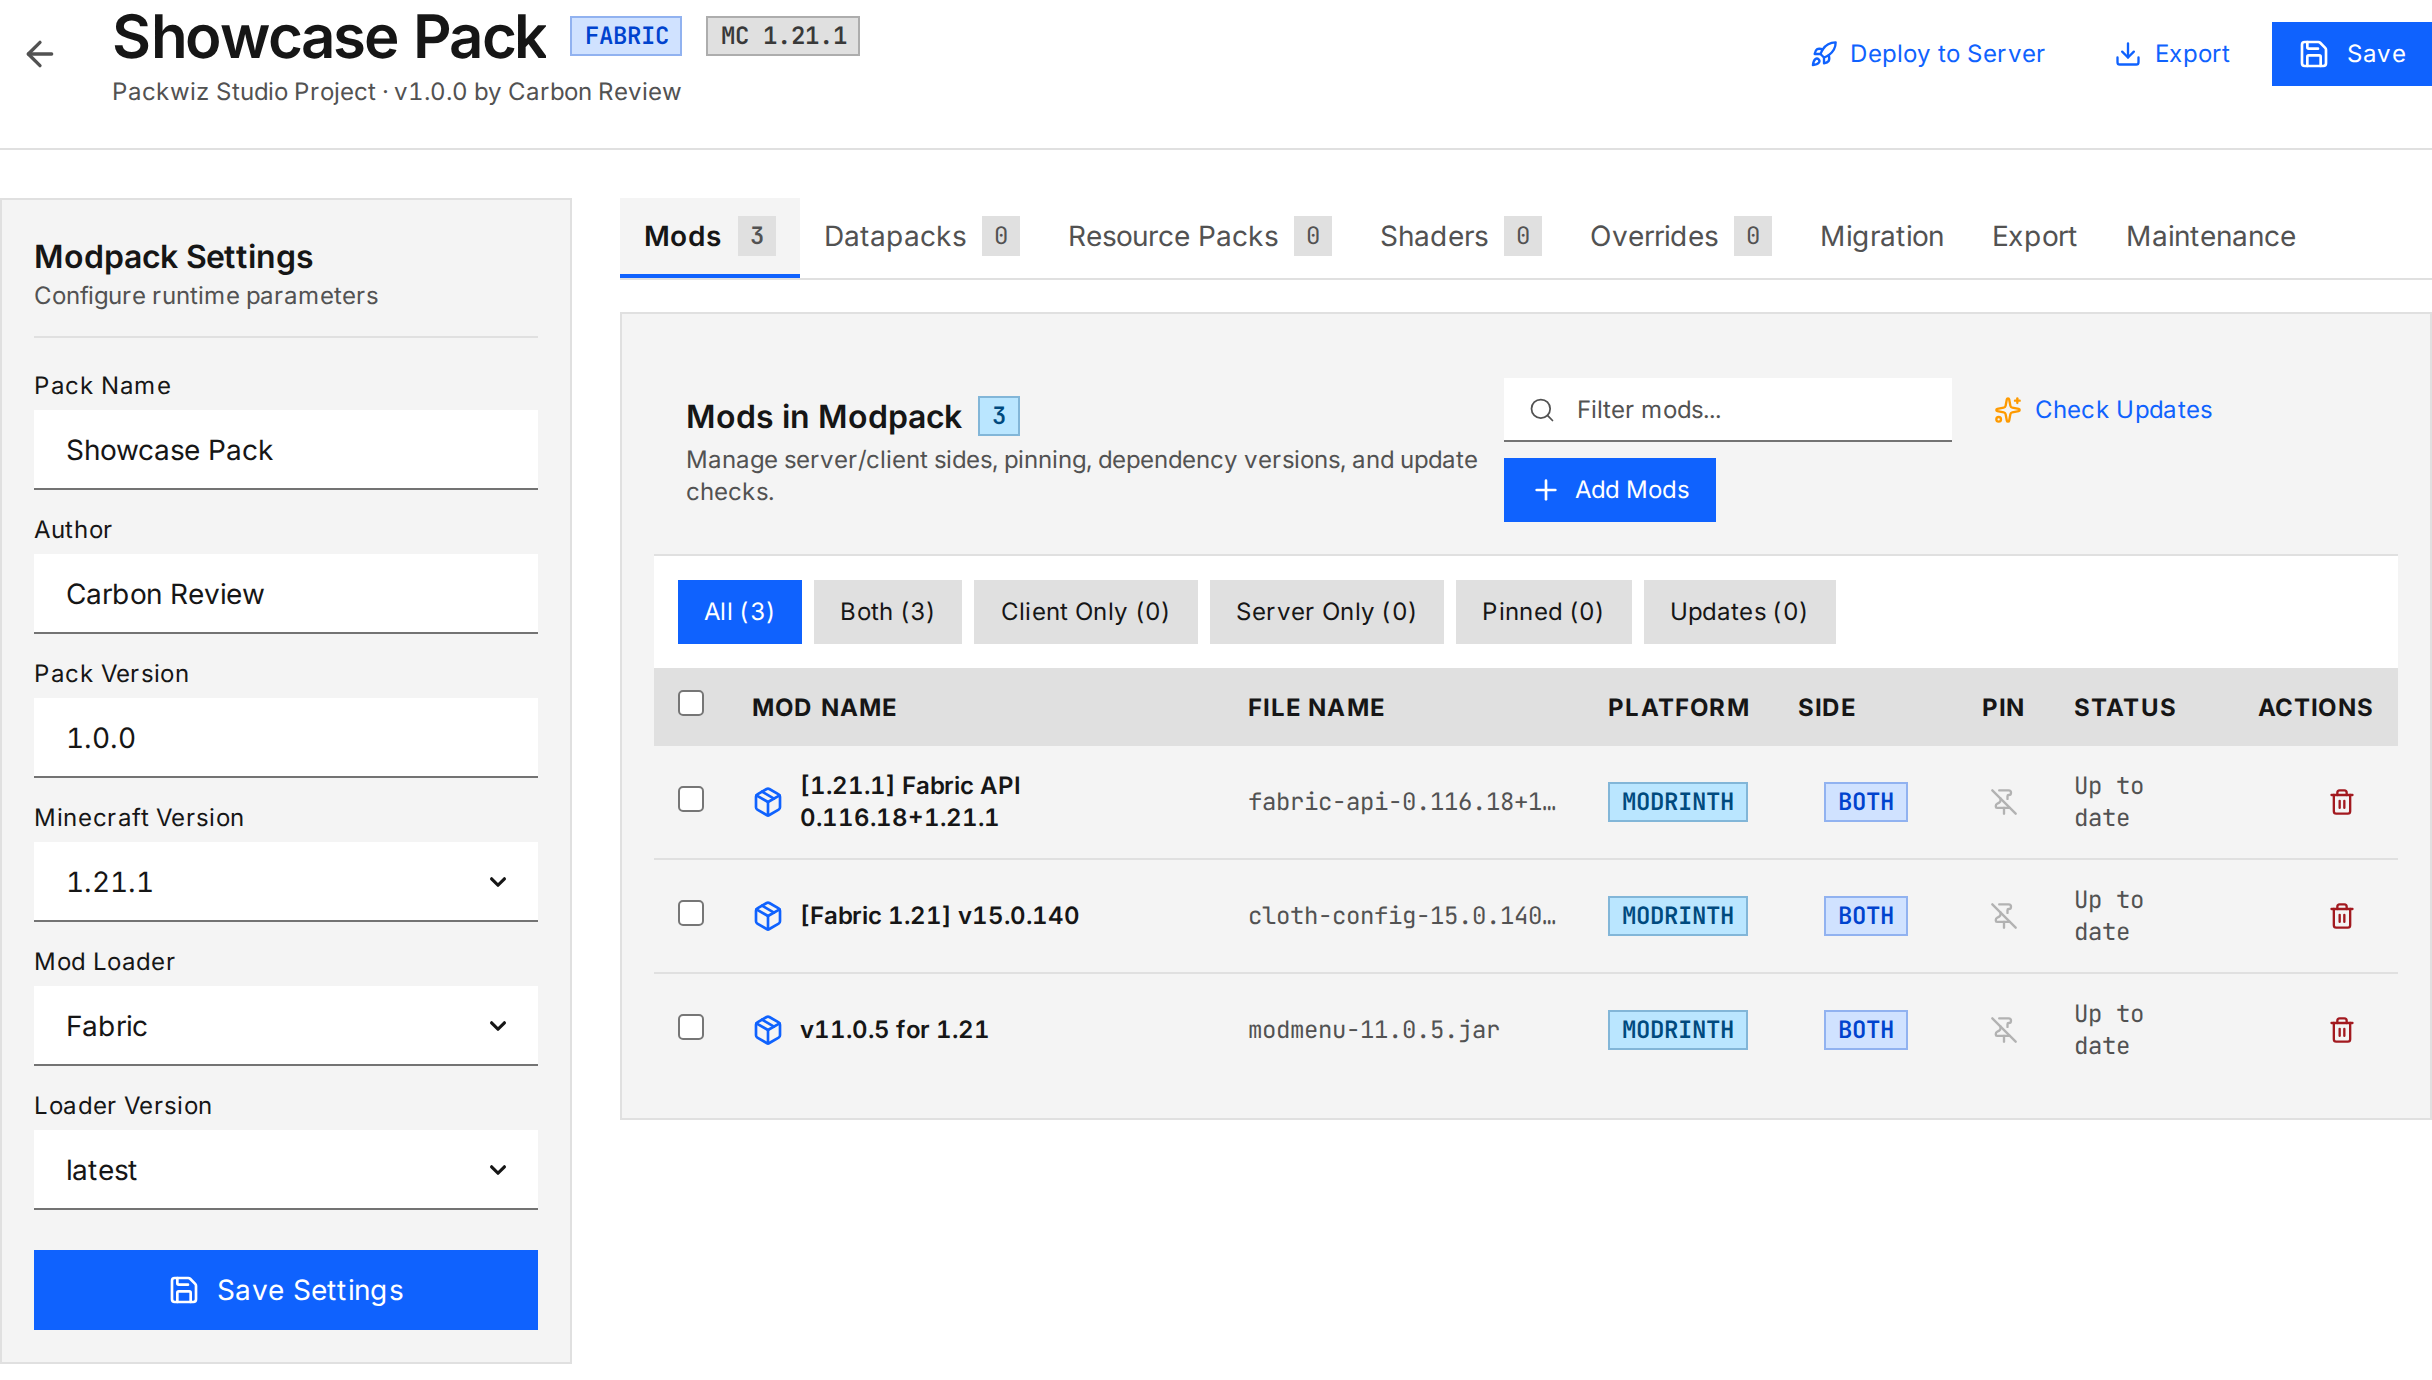 Showcase Pack FABRIC MC 1.21.1
Packwiz Studio Project · v1.0.0 by Carbon Review
Deploy to Server Export Save
Modpack Settings
Configure runtime parameters
Pack Name
Showcase Pack
Author
Carbon Review
Pack Version
1.0.0
Minecraft Version
1.21.1
Mod Loader
Fabric
Loader Version
latest
Save Settings
Mods 3 Datapacks 0 Resource Packs 0 Shaders 0 Overrides 0 Migration Export Maintenance
Mods in Modpack 3
Manage server/client sides, pinning, dependency versions, and update
checks.
Filter mods...
Check Updates
Add Mods
All (3) Both (3) Client Only (0) Server Only (0) Pinned (0) Updates (0)
MOD NAME FILE NAME PLATFORM SIDE PIN STATUS ACTIONS
[1.21.1] Fabric API
0.116.18+1.21.1
fabric-api-0.116.18+1… MODRINTH BOTH
Up to
date
[Fabric 1.21] v15.0.140 cloth-config-15.0.140… MODRINTH BOTH
Up to
date
v11.0.5 for 1.21 modmenu-11.0.5.jar MODRINTH BOTH
Up to
date